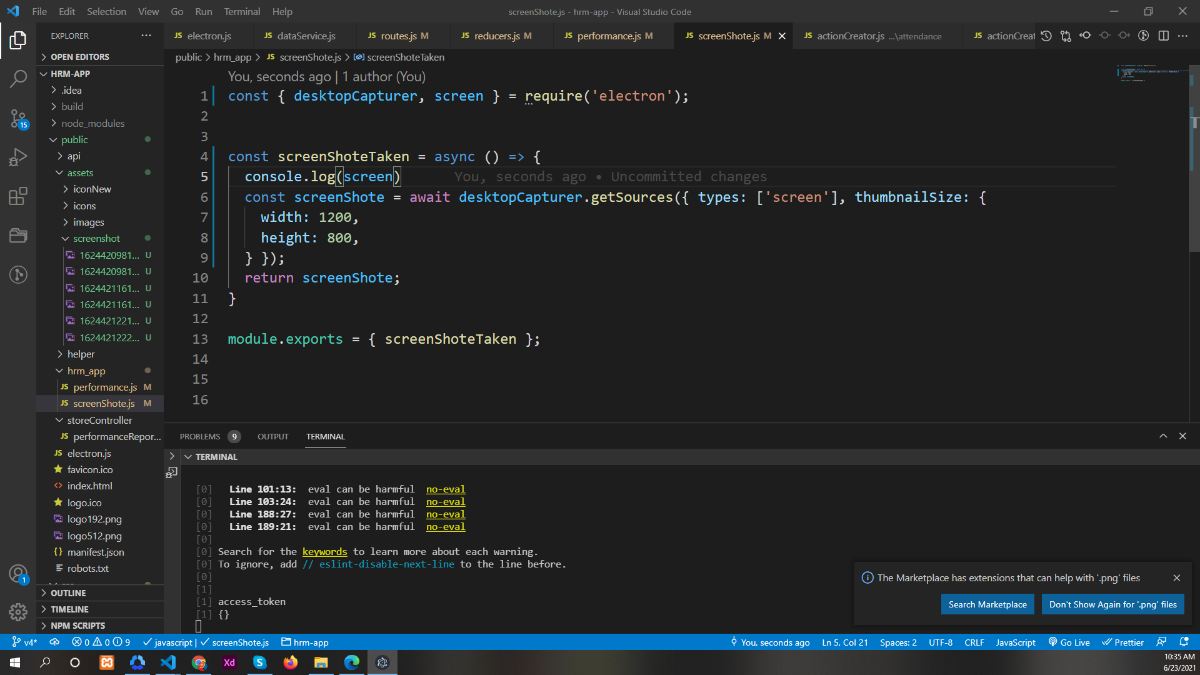 File Edit Selection View Go Run Terminal Help
screenShote.js - hrm-app - Visual Studio Code
EXPLORER
OPEN EDITORS
HRM-APP
.idea
build
node_modules
public
api
assets
iconNew
icons
images
screenshot
1624420981... U
1624420981... U
1624421161... U
1624421161... U
1624421221... U
1624421222... U
helper
hrm_app
JS performance.js M
JS screenShote.js M
storeController
JS performanceRepor...
JS electron.js
favicon.ico
<> index.html
logo.ico
logo192.png
logo512.png
{} manifest.json
robots.txt
OUTLINE
TIMELINE
NPM SCRIPTS
15
1
JS electron.js
JS dataService.js
JS routes.js M
JS reducers.js M
JS performance.js M
JS screenShote.js M
JS actionCreator.js ...\attendance
JS actionCreat
public > hrm_app > JS screenShote.js > screenShoteTaken
You, seconds ago | 1 author (You)
1 const { desktopCapturer, screen } = require('electron');
2
3
4 const screenShoteTaken = async () => {
5 console.log(screen) You, seconds ago • Uncommitted changes
6 const screenShote = await desktopCapturer.getSources({ types: ['screen'], thumbnailSize: {
7 width: 1200,
8 height: 800,
9 } });
10 return screenShote;
11 }
12
13 module.exports = { screenShoteTaken };
14
15
16
PROBLEMS 9 OUTPUT TERMINAL
TERMINAL
[0] Line 101:13: eval can be harmful no-eval
[0] Line 103:24: eval can be harmful no-eval
[0] Line 188:27: eval can be harmful no-eval
[0] Line 189:21: eval can be harmful no-eval
[0]
[0] Search for the keywords to learn more about each warning.
[0] To ignore, add // eslint-disable-next-line to the line before.
[0]
[1]
[1] access_token
[1] {}
The Marketplace has extensions that can help with '.png' files
Search Marketplace
Don't Show Again for '.png' files
v4* 0 0 9 javascript | screenShote.js hrm-app
You, seconds ago Ln 5, Col 21 Spaces: 2 UTF-8 CRLF JavaScript Go Live Prettier
Xd
10:35 AM
6/23/2021